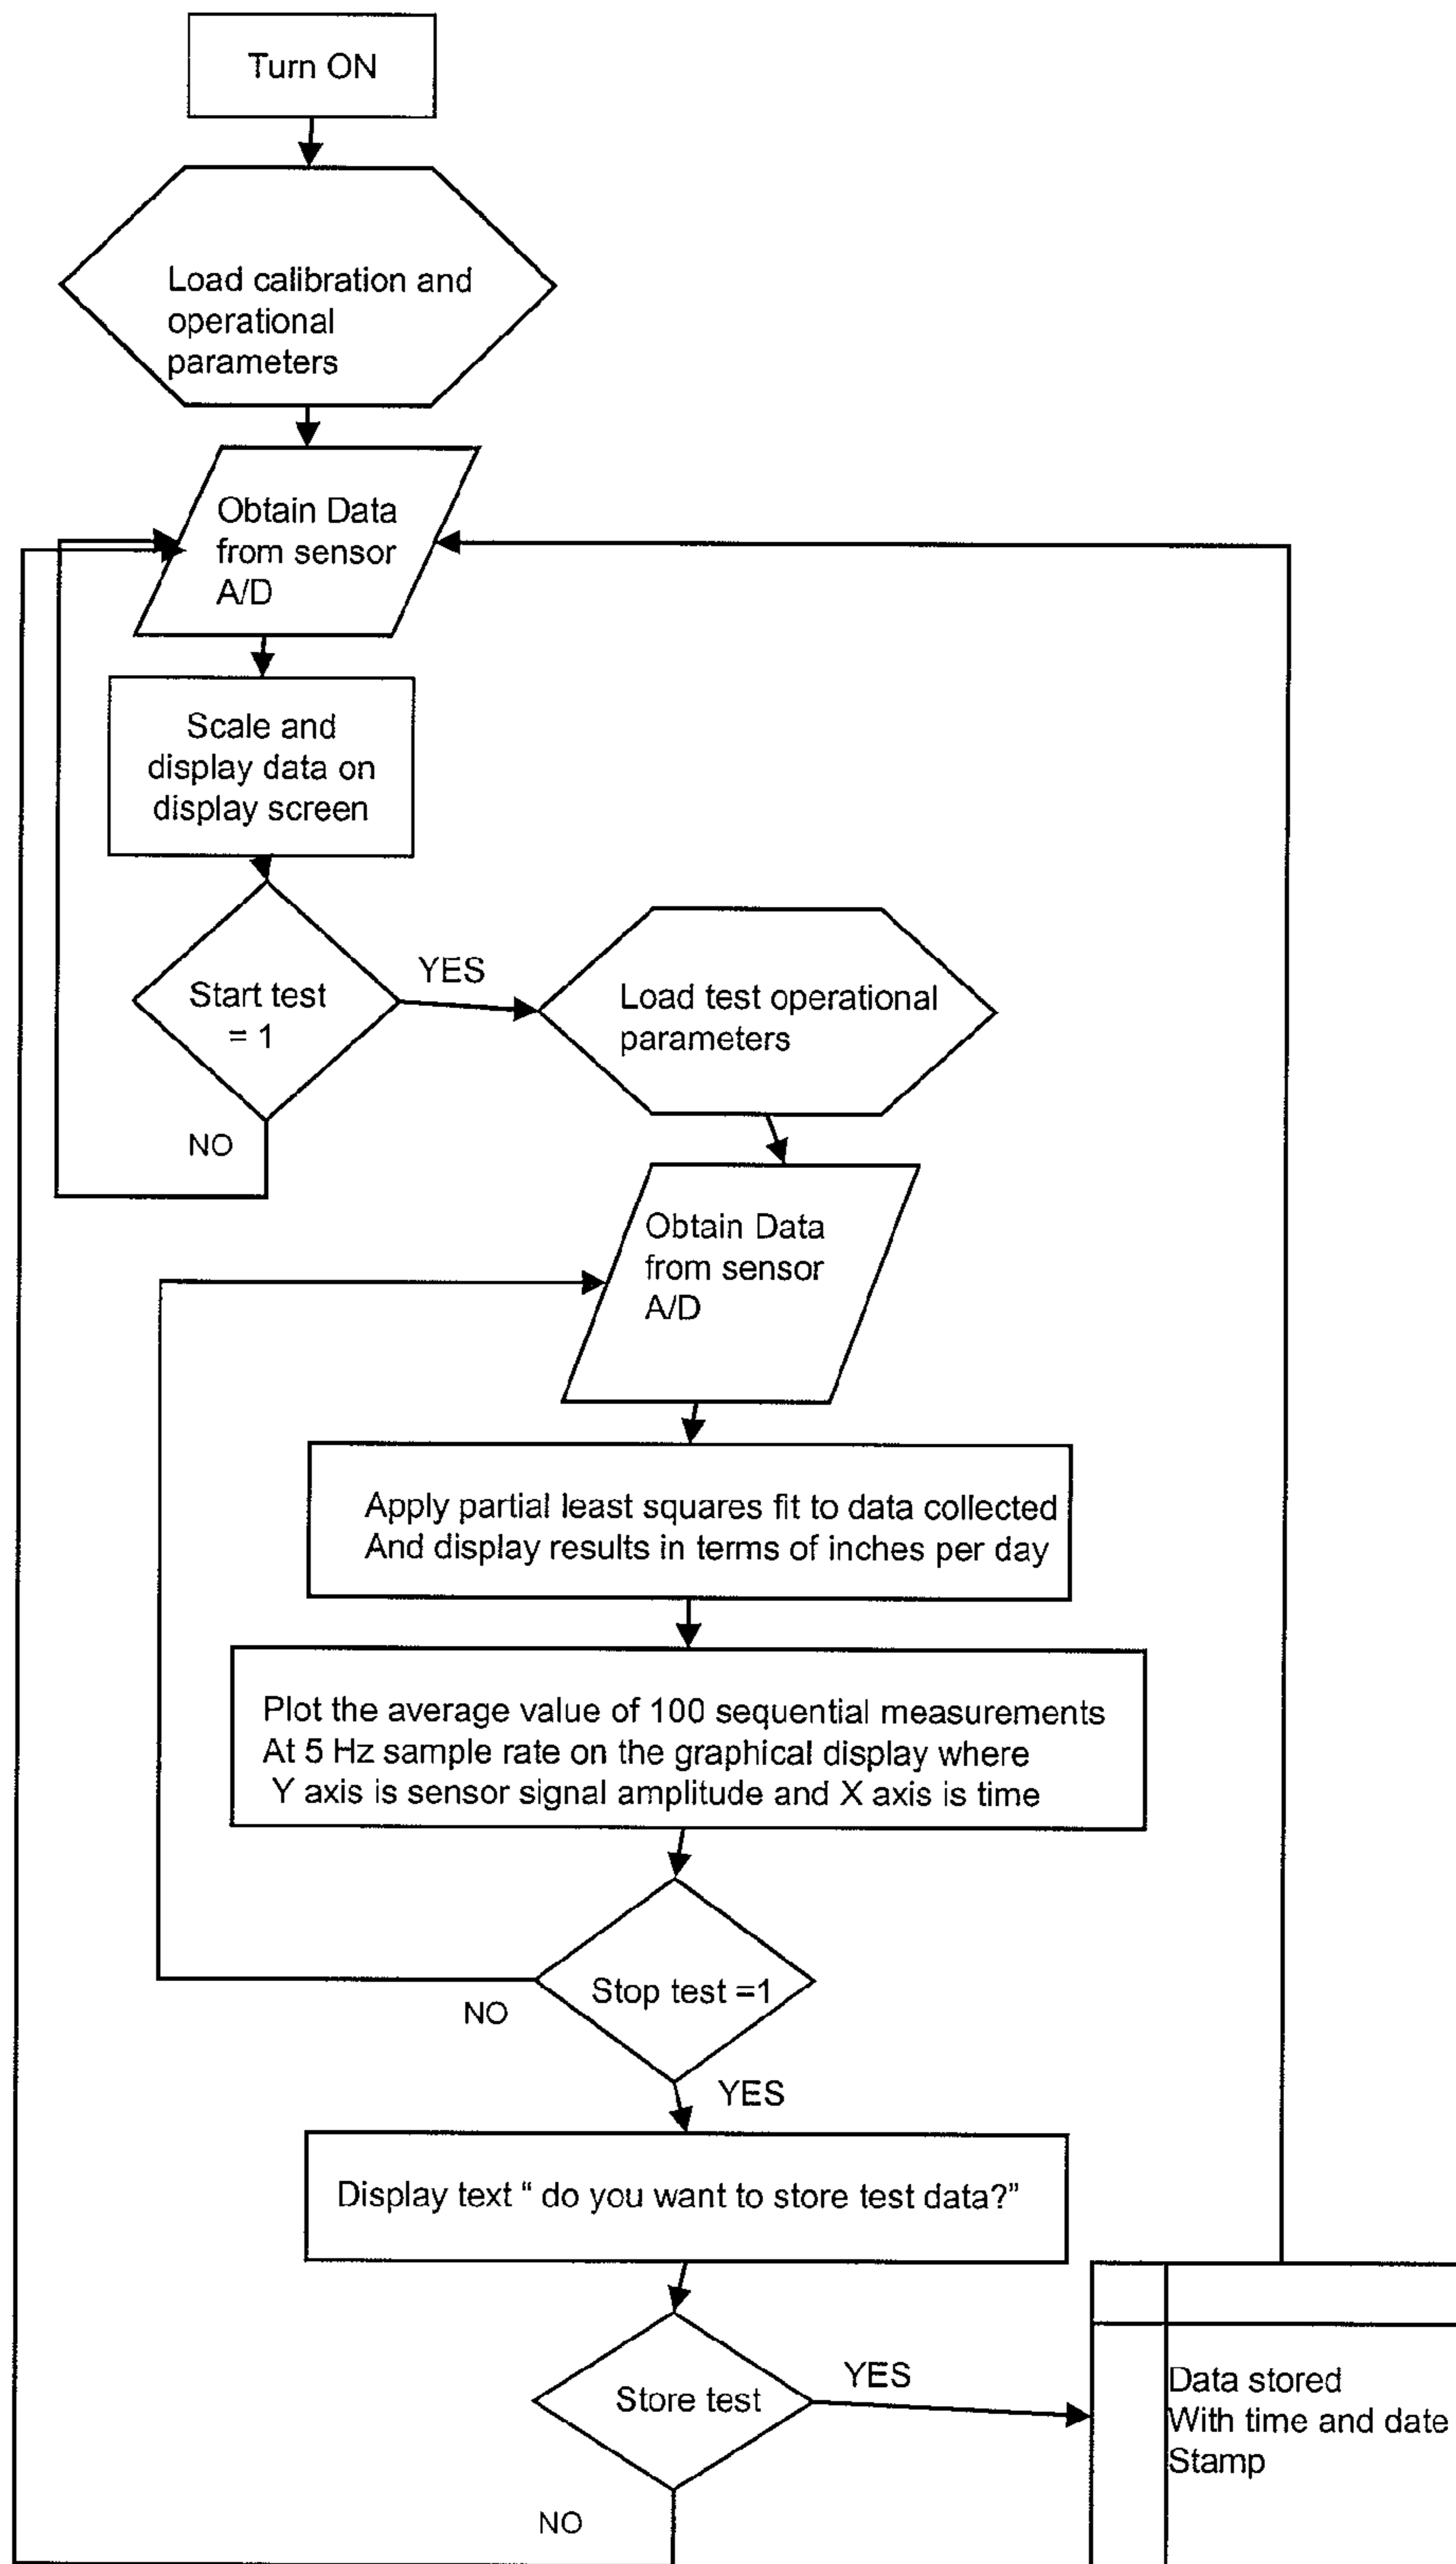 Turn ON
Load calibration and
operational
parameters
Obtain Data
from sensor
A/D
Scale and
display data on
display screen
Start test
= 1
YES
NO
Load test operational
parameters
Obtain Data
from sensor
A/D
Apply partial least squares fit to data collected
And display results in terms of inches per day
Plot the average value of 100 sequential measurements
At 5 Hz sample rate on the graphical display where
Y axis is sensor signal amplitude and X axis is time
Stop test =1
NO
YES
Display text “ do you want to store test data?”
Store test
YES
NO
Data stored
With time and date
Stamp